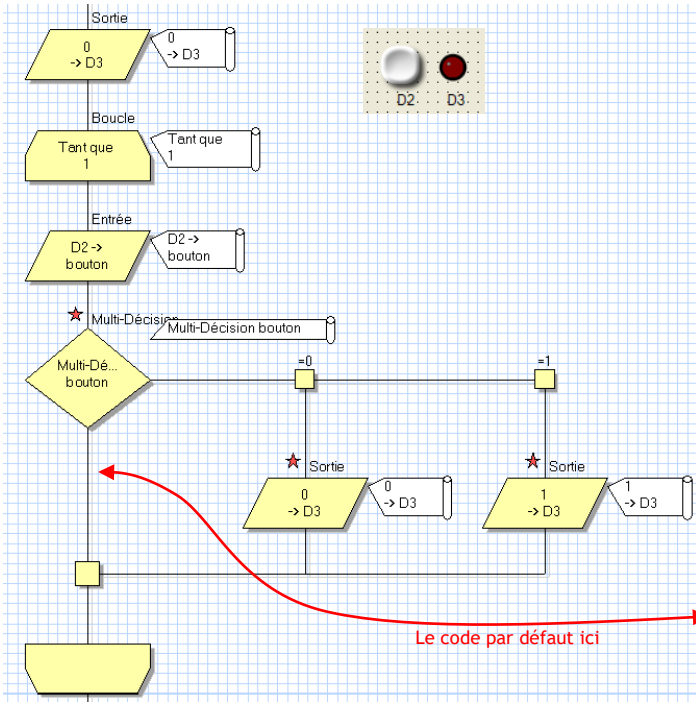 Sortie
0
-> D3
0
-> D3
D2 D3
Boucle
Tant que
1
Tant que
1
Entrée
D2 ->
bouton
D2 ->
bouton
Multi-Décision
Multi-Décision bouton
Multi-Dé...
bouton
=0
=1
Sortie
0
-> D3
0
-> D3
Sortie
1
-> D3
1
-> D3
Le code par défaut ici